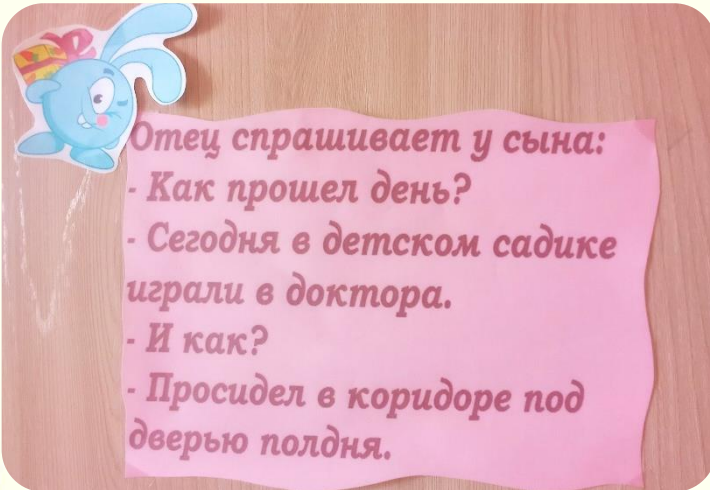 Отец спрашивает у сына:
- Как прошел день?
- Сегодня в детском садике
играли в доктора.
- И как?
- Просидел в коридоре под
дверью полдня.